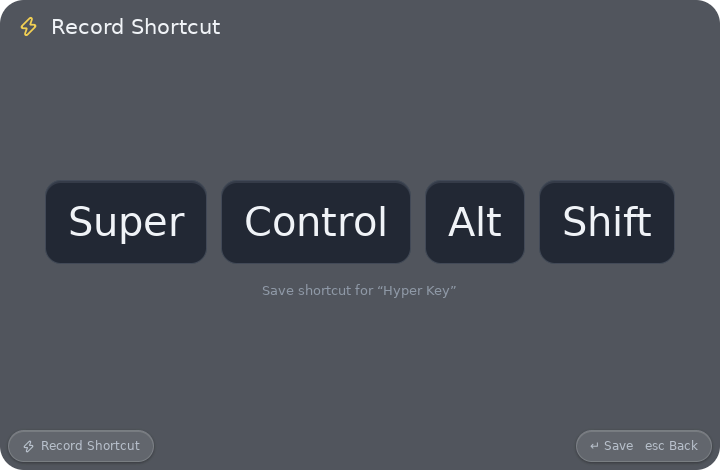 Record Shortcut
Super Control Alt Shift
Save shortcut for “Hyper Key”
Record Shortcut ↵ Save esc Back